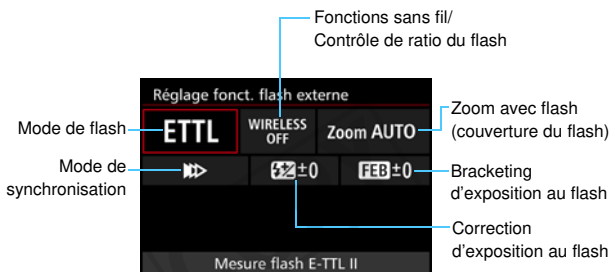 Fonctions sans fil/
Contrôle de ratio du flash
Réglage fonct. flash externe
Mode de flash
ETTL
WIRELESS
OFF
Zoom AUTO
Zoom avec flash
(couverture du flash)
Mode de
synchronisation
±0
FEB±0
Bracketing
d'exposition au flash
Correction
d'exposition au flash
Mesure flash E-TTL II